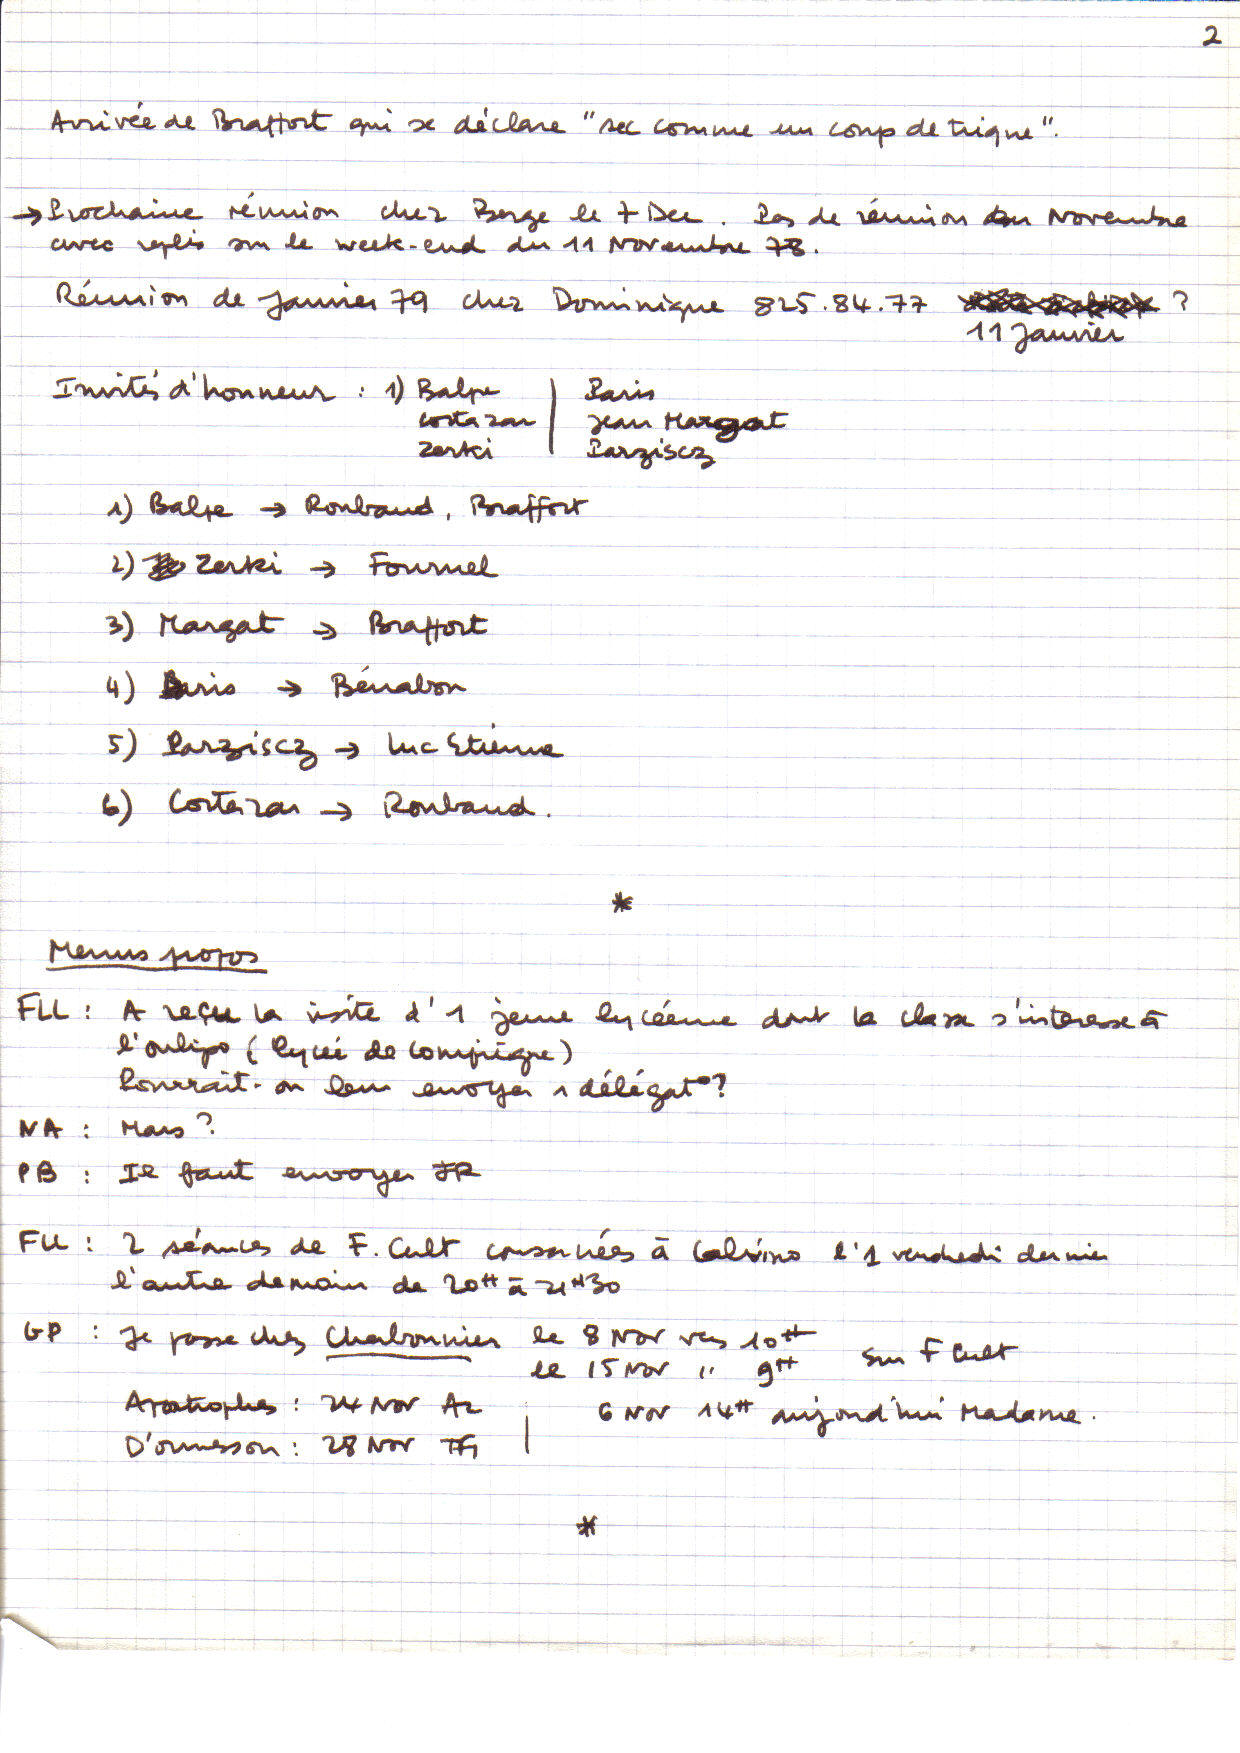 2
Arrivée de Braffort qui se déclare "sec comme un coup de trique".
→ Prochaine réunion chez Berge le 7 Dec. Pas de réunion en Novembre
avec replis sur le week-end du 11 Novembre 78.
Réunion de Janvier 79 chez Dominique 825.84.77 ?
11 Janvier
Invités d'honneur : 1) Balpe | Paris
Cortazar | Jean Margat
Zerki | Parzyscz
1) Balpe → Roubaud, Braffort
2) Zerki → Fournel
3) Margat → Braffort
4) Paris → Bénabou
5) Parziscz → Luc Etienne
6) Cortazar → Roubaud.
*
Menus propos
FLL : A reçu la visite d'1 jeune lycéenne dont la classe s'interesse à
l'oulipo (lycée de Compiègne)
Pourrait-on leur envoyer 1 délégat°?
NA : Mars ?
PB : Il faut envoyer JR
FLL : 2 séances de F. Cult consacrées à Calvino l'1 vendredi dernier
l'autre demain de 20H à 21H30
GP : Je passe chez Charbonnier le 8 Nov vers 10H
le 15 Nov " 9H sur F Cult
Apostrophes : 24 Nov A2 | 6 Nov 14H aujourd'hui Madame.
D'ormesson : 28 Nov TF1 |
*